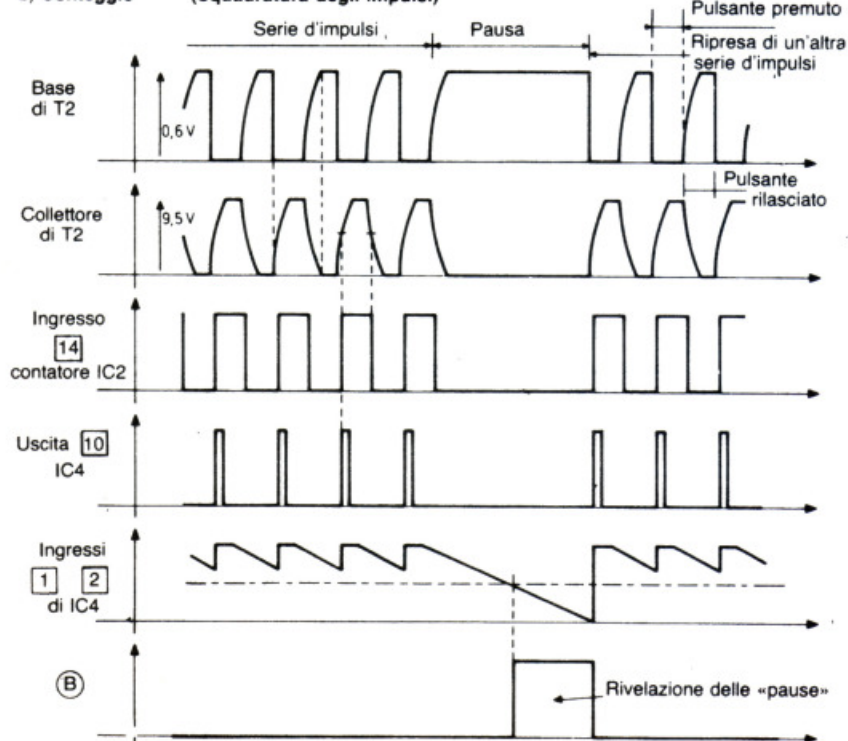 b) Conteggio (Squadratura degli impulsi)
Pulsante premuto
Serie d'impulsi
Pausa
Ripresa di un'altra
serie d'impulsi
Base
di T2
0,6 V
Pulsante
rilasciato
Collettore
di T2
9,5 V
Ingresso
14
contatore IC2
Uscita 10
IC4
Ingressi
1 2
di IC4
B
Rivelazione delle «pause»